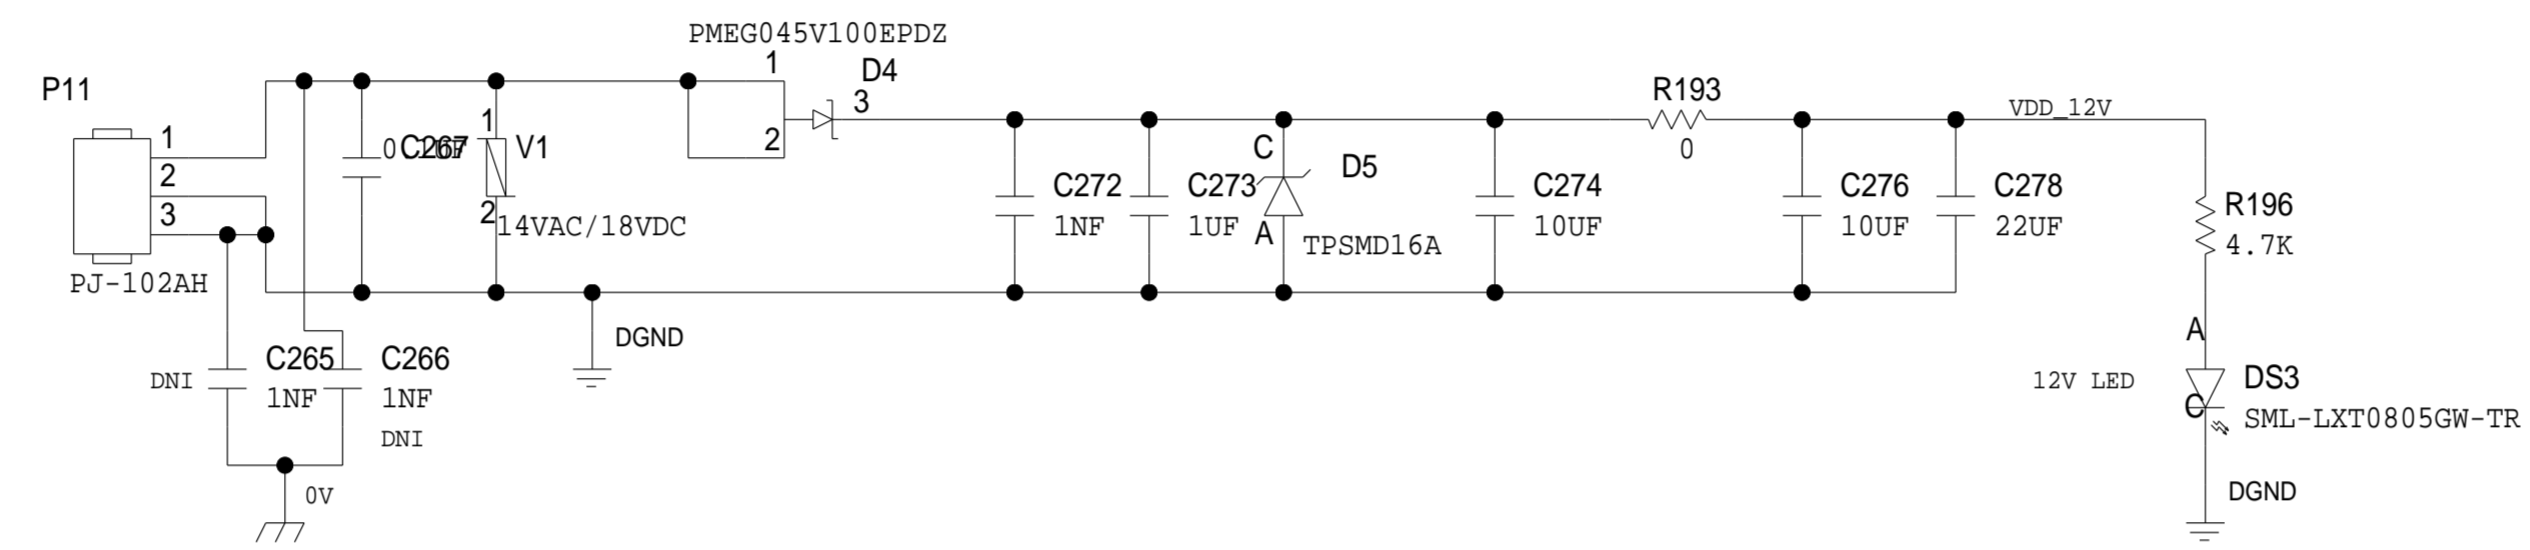 PMEG045V100EPDZ
P11
1
D4
3
2
R193
0
VDD_12V
1
2
3
C267
1
V1
2
14VAC/18VDC
PJ-102AH
C272
1NF
C273
1UF
C
D5
A
TPSMD16A
C274
10UF
C276
10UF
C278
22UF
R196
4.7K
DGND
DNI
C265
1NF
C266
1NF
DNI
0V
A
12V LED
DS3
C
SML-LXT0805GW-TR
DGND